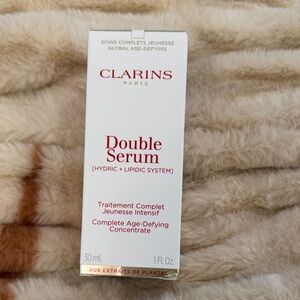 SOINS COMPLETS JEUNESSE
GLOBAL AGE-DEFYING
CLARINS
PARIS
Double
Serum
[HYDRIC + LIPIDIC SYSTEM]
Traitement Complet
Jeunesse Intensif
Complete Age-Defying
Concentrate
30 mL 1 Fl. Oz.
AUX EXTRAITS DE PLANTES